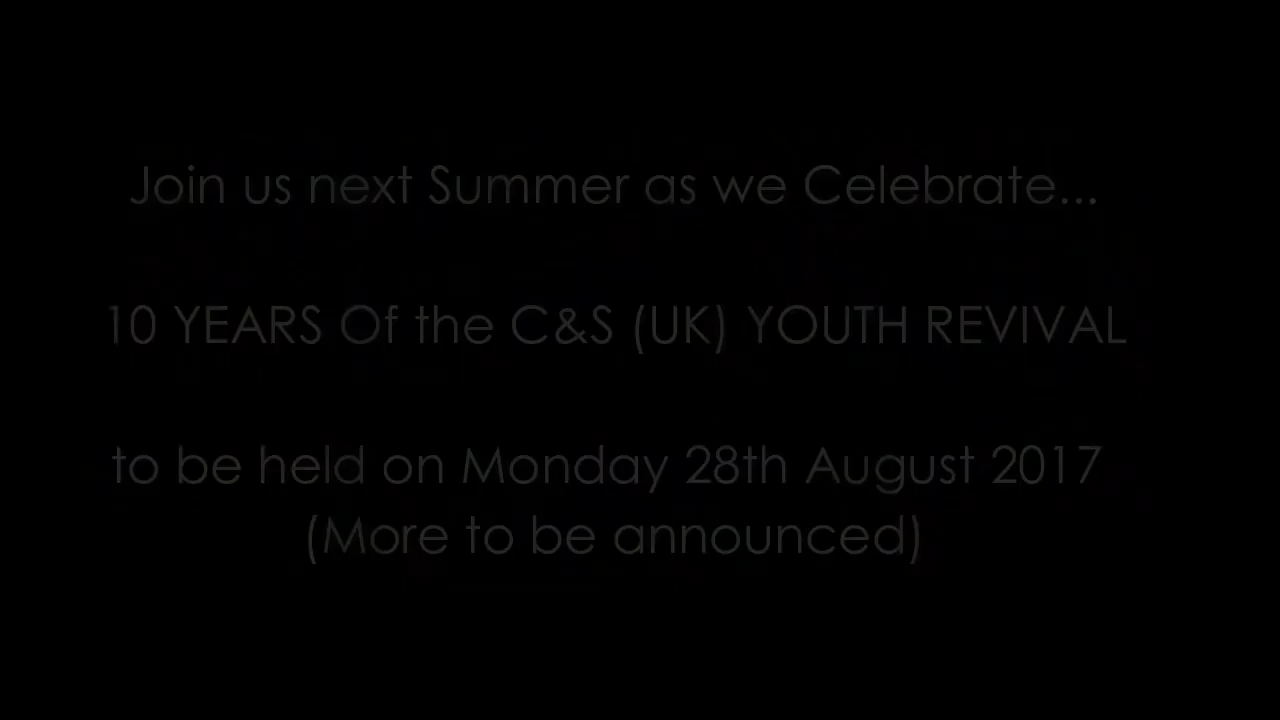 Join us next Summer as we Celebrate...
10 YEARS Of the C&S (UK) YOUTH REVIVAL
to be held on Monday 28th August 2017
(More to be announced)